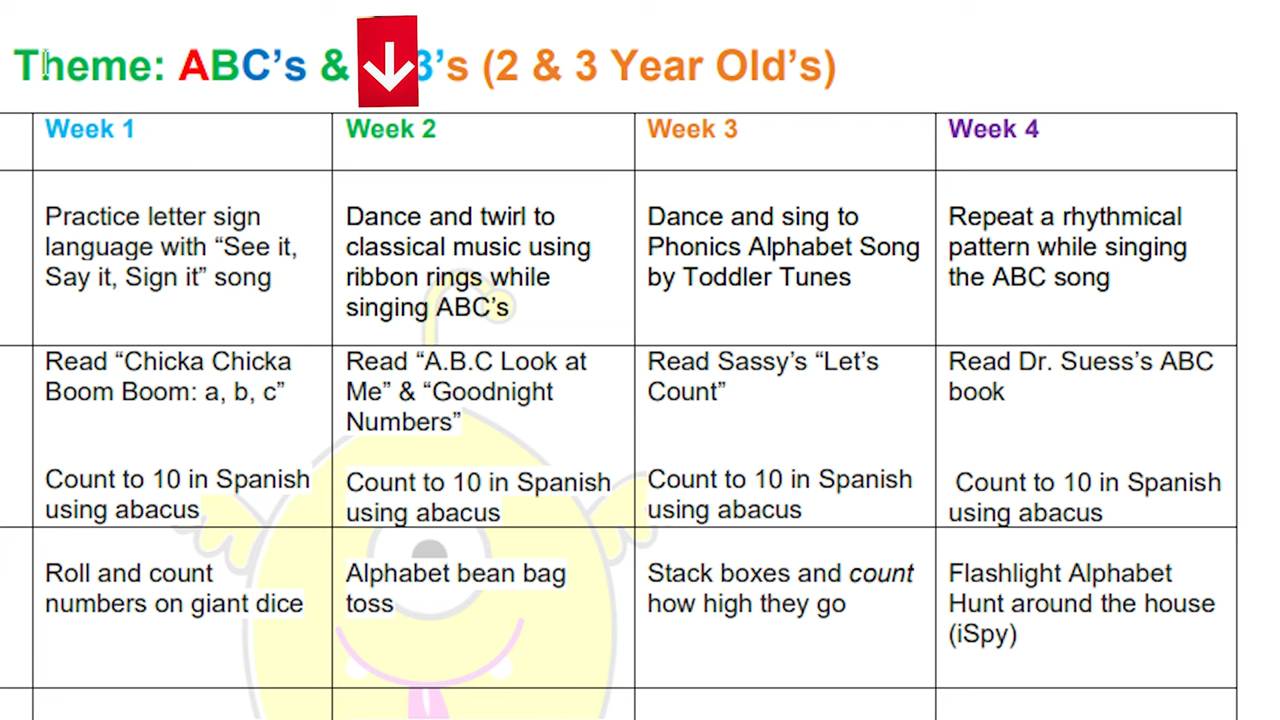 Theme: ABC's & 3's (2 & 3 Year Old's)
Week 1
Week 2
Week 3
Week 4
Practice letter sign
language with “See it,
Say it, Sign it” song
Dance and twirl to
classical music using
ribbon rings while
singing ABC’s
Dance and sing to
Phonics Alphabet Song
by Toddler Tunes
Repeat a rhythmical
pattern while singing
the ABC song
Read “Chicka Chicka
Boom Boom: a, b, c”
Count to 10 in Spanish
using abacus
Read “A.B.C Look at
Me” & “Goodnight
Numbers”
Count to 10 in Spanish
using abacus
Read Sassy’s “Let’s
Count”
Count to 10 in Spanish
using abacus
Read Dr. Suess’s ABC
book
Count to 10 in Spanish
using abacus
Roll and count
numbers on giant dice
Alphabet bean bag
toss
Stack boxes and count
how high they go
Flashlight Alphabet
Hunt around the house
(iSpy)